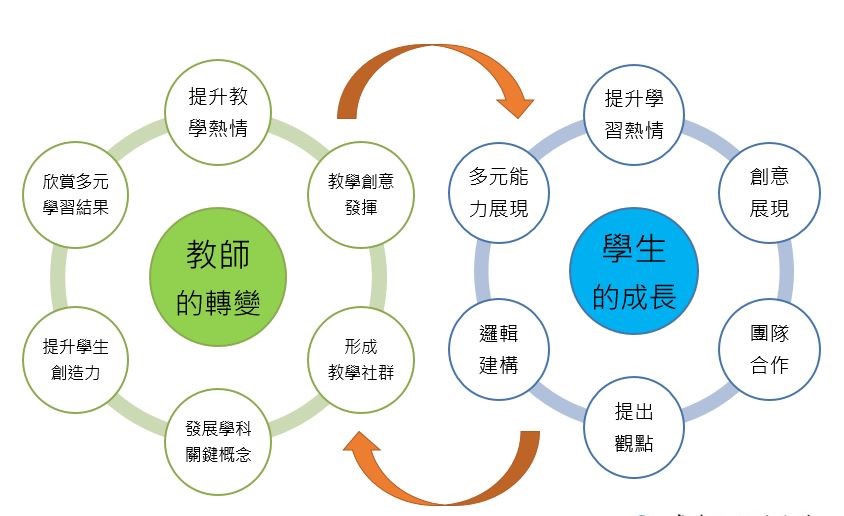 提升教
學熱情
教學創意
發揮
形成
教學社群
發展學科
關鍵概念
提升學生
創造力
欣賞多元
學習結果
教師
的轉變
提升學
習熱情
創意
展現
團隊
合作
提出
觀點
邏輯
建構
多元能
力展現
學生
的成長